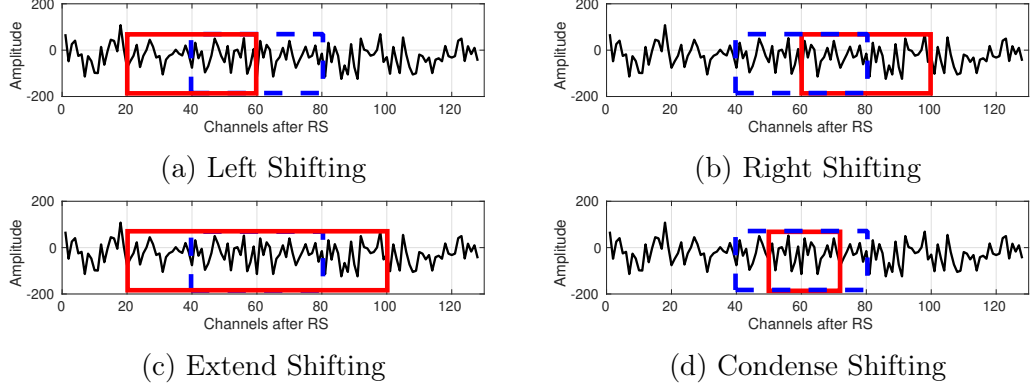 200
0
-200
Amplitude
0 20 40 60 80 100 120
Channels after RS
(a) Left Shifting
200
0
-200
Amplitude
0 20 40 60 80 100 120
Channels after RS
(b) Right Shifting
200
0
-200
Amplitude
0 20 40 60 80 100 120
Channels after RS
(c) Extend Shifting
200
0
-200
Amplitude
0 20 40 60 80 100 120
Channels after RS
(d) Condense Shifting